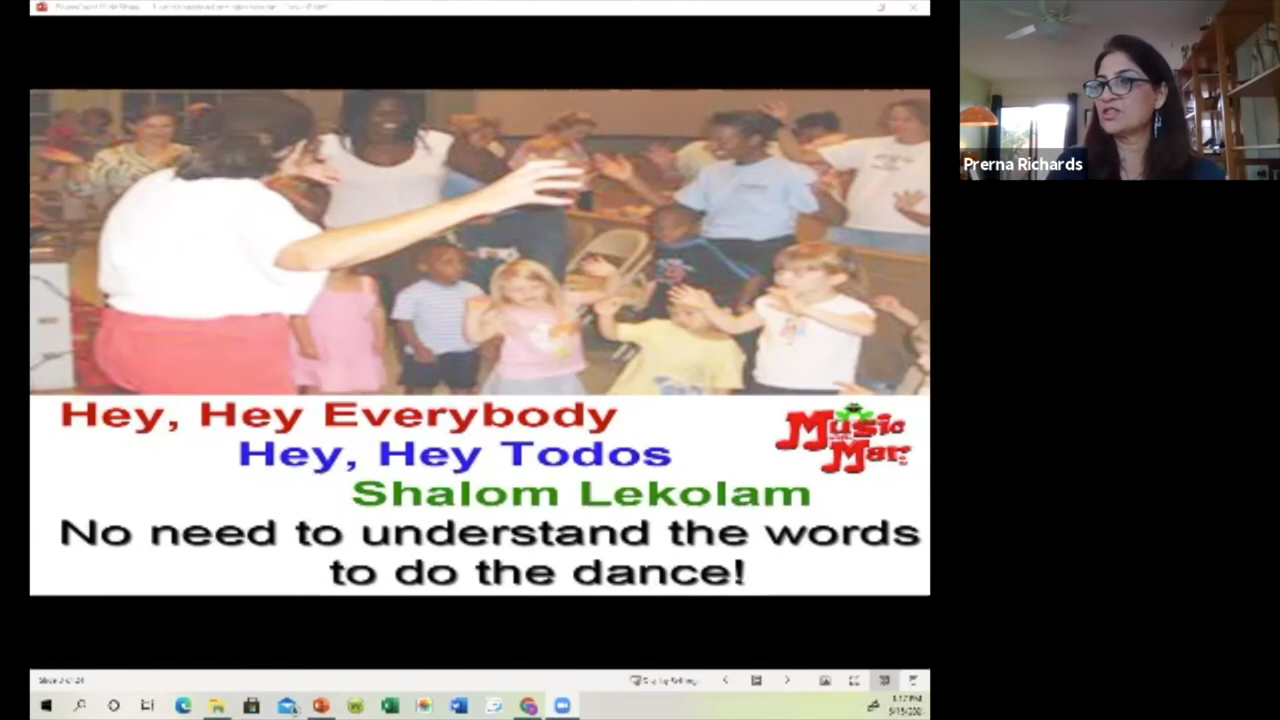 Prerna Richards
Hey, Hey Everybody
Hey, Hey Todos
Shalom Lekolam
No need to understand the words
to do the dance!
Music
Mar